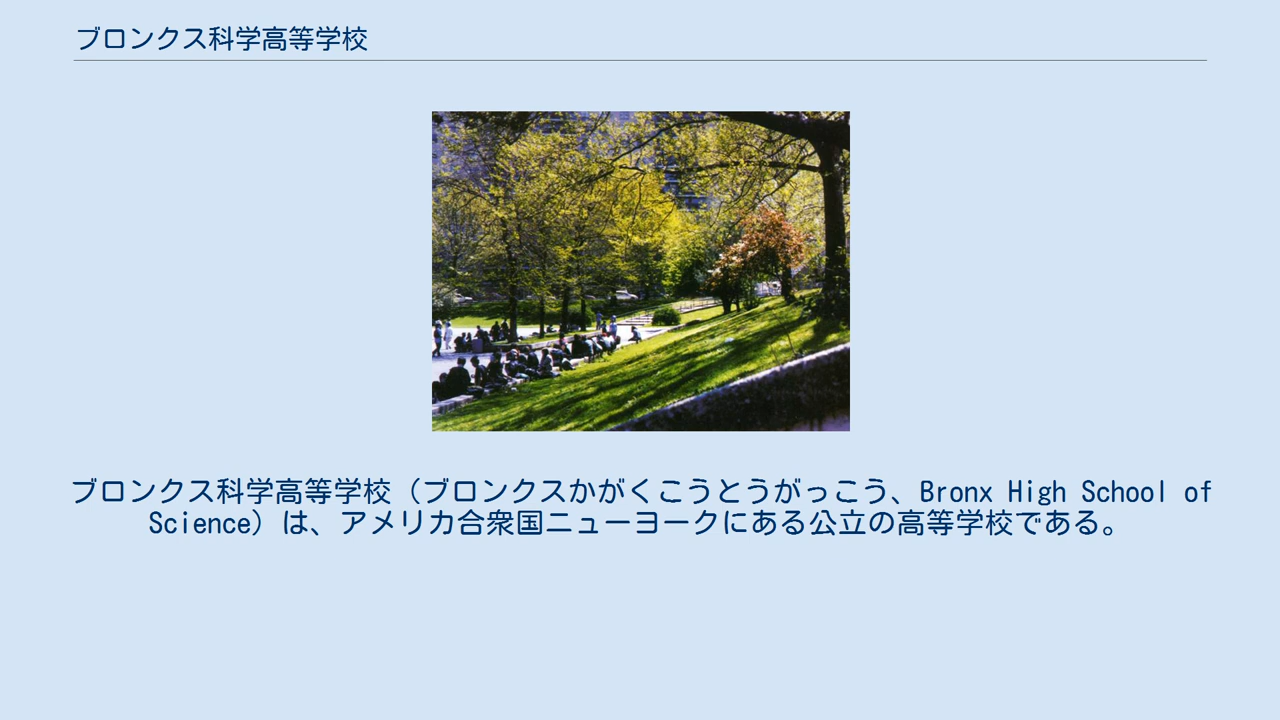 ブロンクス科学高等学校
ブロンクス科学高等学校（ブロンクスかがくこうとうがっこう、Bronx High School of
Science）は、アメリカ合衆国ニューヨークにある公立の高等学校である。